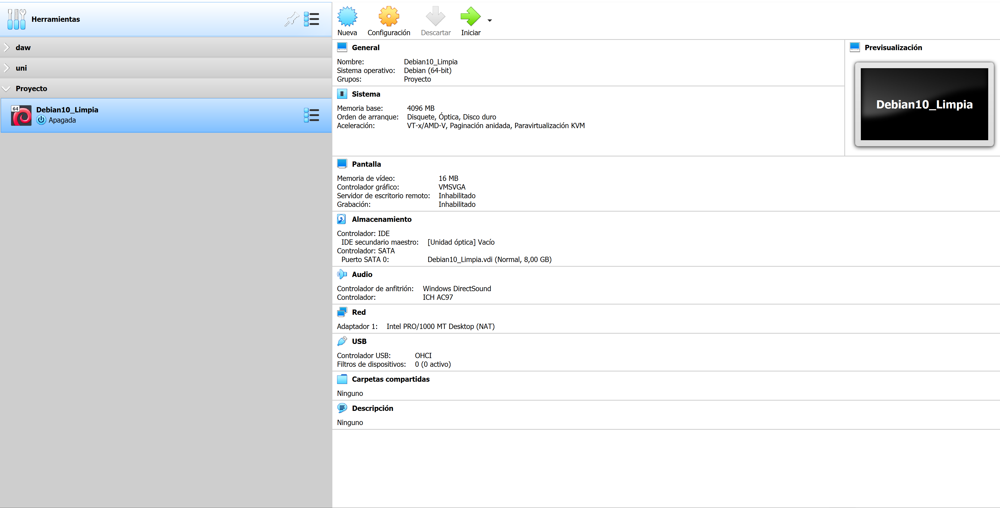 Herramientas
daw
uni
Proyecto
64
Debian10_Limpia
Apagada
Nueva
Configuración
Descartar
Iniciar
General
Nombre: Debian10_Limpia
Sistema operativo: Debian (64-bit)
Grupos: Proyecto
Previsualización
Debian10_Limpia
Sistema
Memoria base: 4096 MB
Orden de arranque: Disquete, Óptica, Disco duro
Aceleración: VT-x/AMD-V, Paginación anidada, Paravirtualización KVM
Pantalla
Memoria de vídeo: 16 MB
Controlador gráfico: VMSVGA
Servidor de escritorio remoto: Inhabilitado
Grabación: Inhabilitado
Almacenamiento
Controlador: IDE
IDE secundario maestro: [Unidad óptica] Vacío
Controlador: SATA
Puerto SATA 0: Debian10_Limpia.vdi (Normal, 8,00 GB)
Audio
Controlador de anfitrión: Windows DirectSound
Controlador: ICH AC97
Red
Adaptador 1: Intel PRO/1000 MT Desktop (NAT)
USB
Controlador USB: OHCI
Filtros de dispositivos: 0 (0 activo)
Carpetas compartidas
Ninguno
Descripción
Ninguno